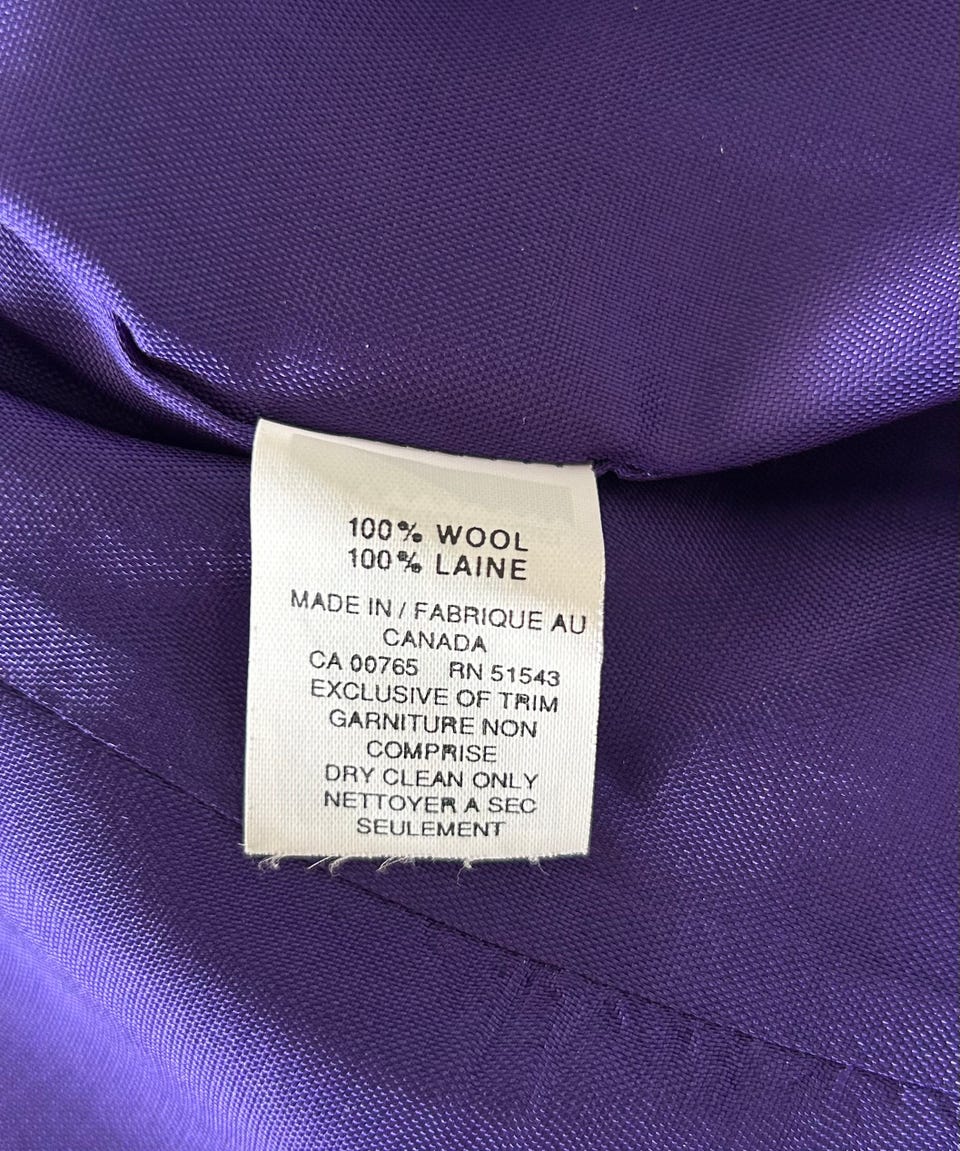 100% WOOL
100% LAINE
MADE IN / FABRIQUE AU
CANADA
CA 00765 RN 51543
EXCLUSIVE OF TRIM
GARNITURE NON
COMPRISE
DRY CLEAN ONLY
NETTOYER A SEC
SEULEMENT